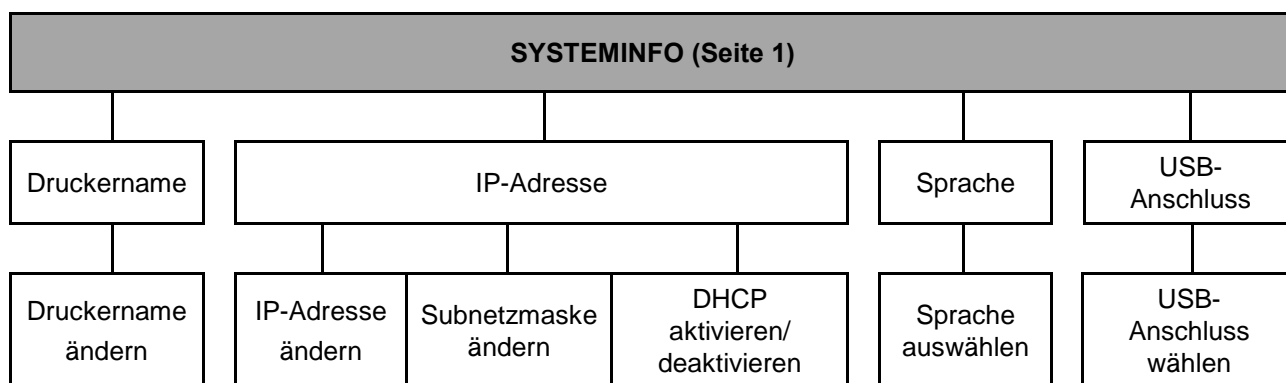 SYSTEMINFO (Seite 1)
Druckername
IP-Adresse
Sprache
USB-
Anschluss
Druckername
ändern
IP-Adresse
ändern
Subnetzmaske
ändern
DHCP
aktivieren/
deaktivieren
Sprache
auswählen
USB-
Anschluss
wählen